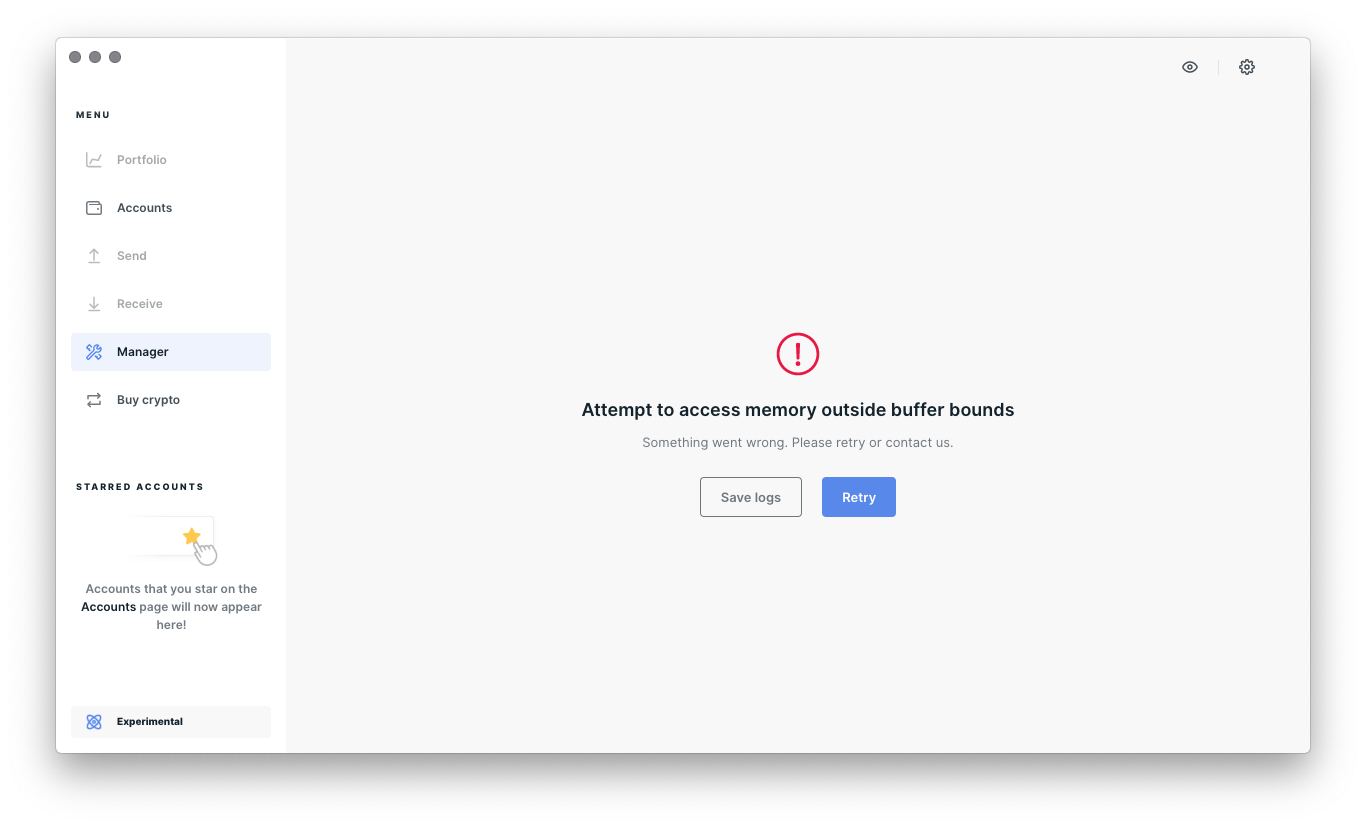 MENU
Portfolio
Accounts
Send
Receive
Manager
Buy crypto
STARRED ACCOUNTS
Accounts that you star on the
Accounts page will now appear
here!
Experimental
Attempt to access memory outside buffer bounds
Something went wrong. Please retry or contact us.
Save logs
Retry